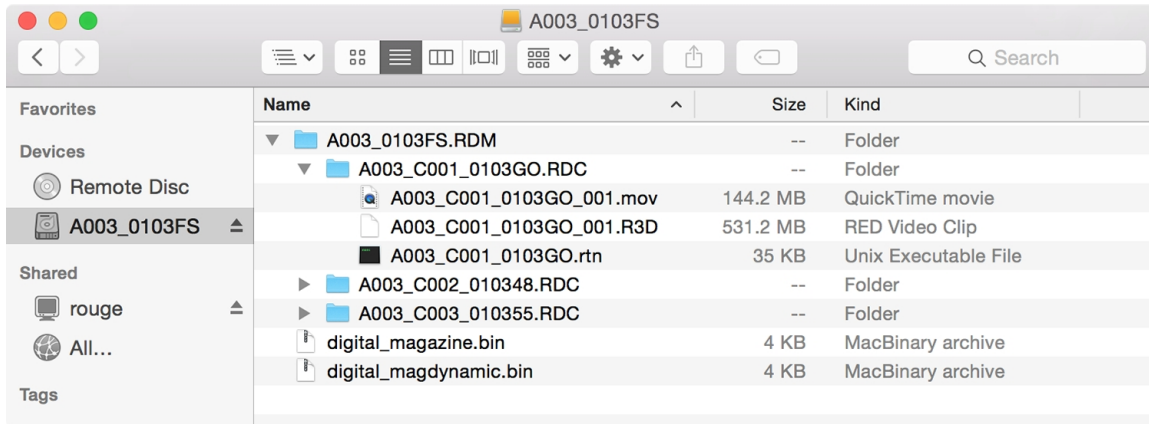 A003_0103FS
Search
Favorites
Devices
Remote Disc
A003_0103FS
Shared
rouge
All...
Tags
Name Size Kind
A003_0103FS.RDM -- Folder
A003_C001_0103GO.RDC -- Folder
A003_C001_0103GO_001.mov 144.2 MB QuickTime movie
A003_C001_0103GO_001.R3D 531.2 MB RED Video Clip
A003_C001_0103GO.rtn 35 KB Unix Executable File
A003_C002_010348.RDC -- Folder
A003_C003_010355.RDC -- Folder
digital_magazine.bin 4 KB MacBinary archive
digital_magdynamic.bin 4 KB MacBinary archive